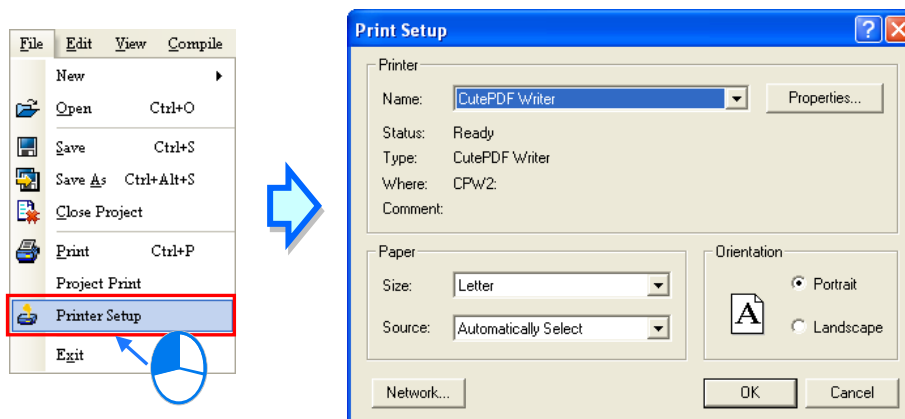 File Edit View Compile
New
Open Ctrl+O
Save Ctrl+S
Save As Ctrl+Alt+S
Close Project
Print Ctrl+P
Project Print
Printer Setup
Exit
Print Setup
Printer
Name: CutePDF Writer Properties...
Status: Ready
Type: CutePDF Writer
Where: CPW2:
Comment:
Paper
Size: Letter
Source: Automatically Select
Orientation
A
Portrait
Landscape
Network... OK Cancel